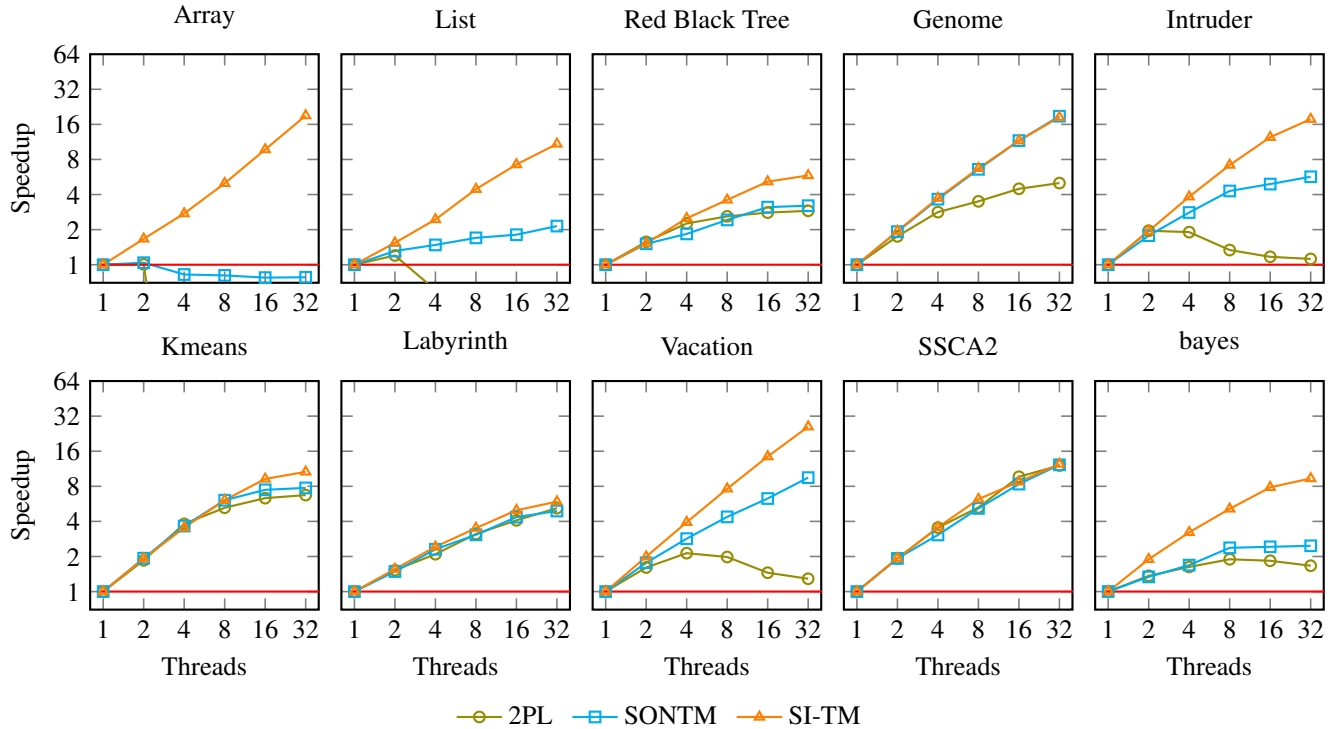 Array List Red Black Tree Genome Intruder
64
32
16
8
4
2
1
Speedup
1 2 4 8 16 32 1 2 4 8 16 32 1 2 4 8 16 32 1 2 4 8 16 32 1 2 4 8 16 32
Kmeans Labyrinth Vacation SSCA2 bayes
64
32
16
8
4
2
1
Speedup
1 2 4 8 16 32 1 2 4 8 16 32 1 2 4 8 16 32 1 2 4 8 16 32 1 2 4 8 16 32
Threads Threads Threads Threads Threads
2PL SONTM SI-TM